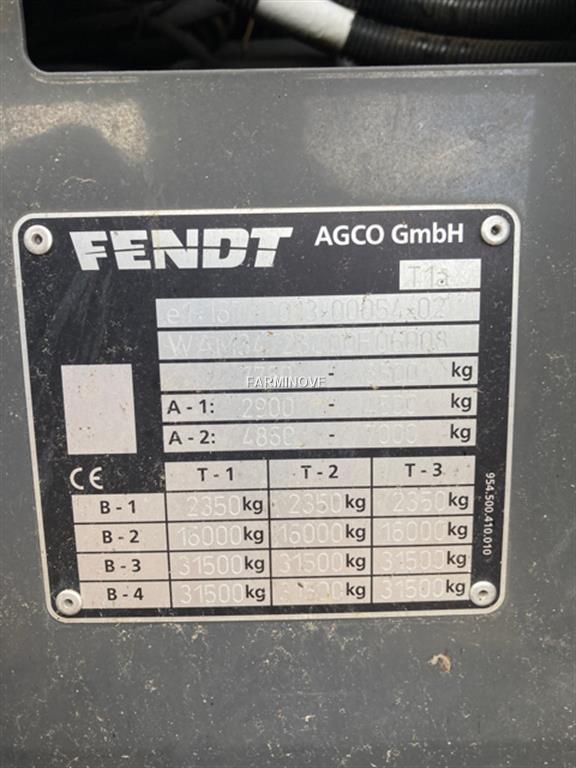 FENDT AGCO GmbH
T1a
kg
FARMINOVE
A - 1: 2900 - kg
A - 2: 4860 - kg
CE T - 1 T - 2 T - 3
B - 1 2350 kg 2350 kg 2350 kg
B - 2 16000 kg 16000 kg 16000 kg
B - 3 31500 kg 31500 kg 31500 kg
B - 4 31500 kg 31500 kg 31500 kg
954.500.410.010